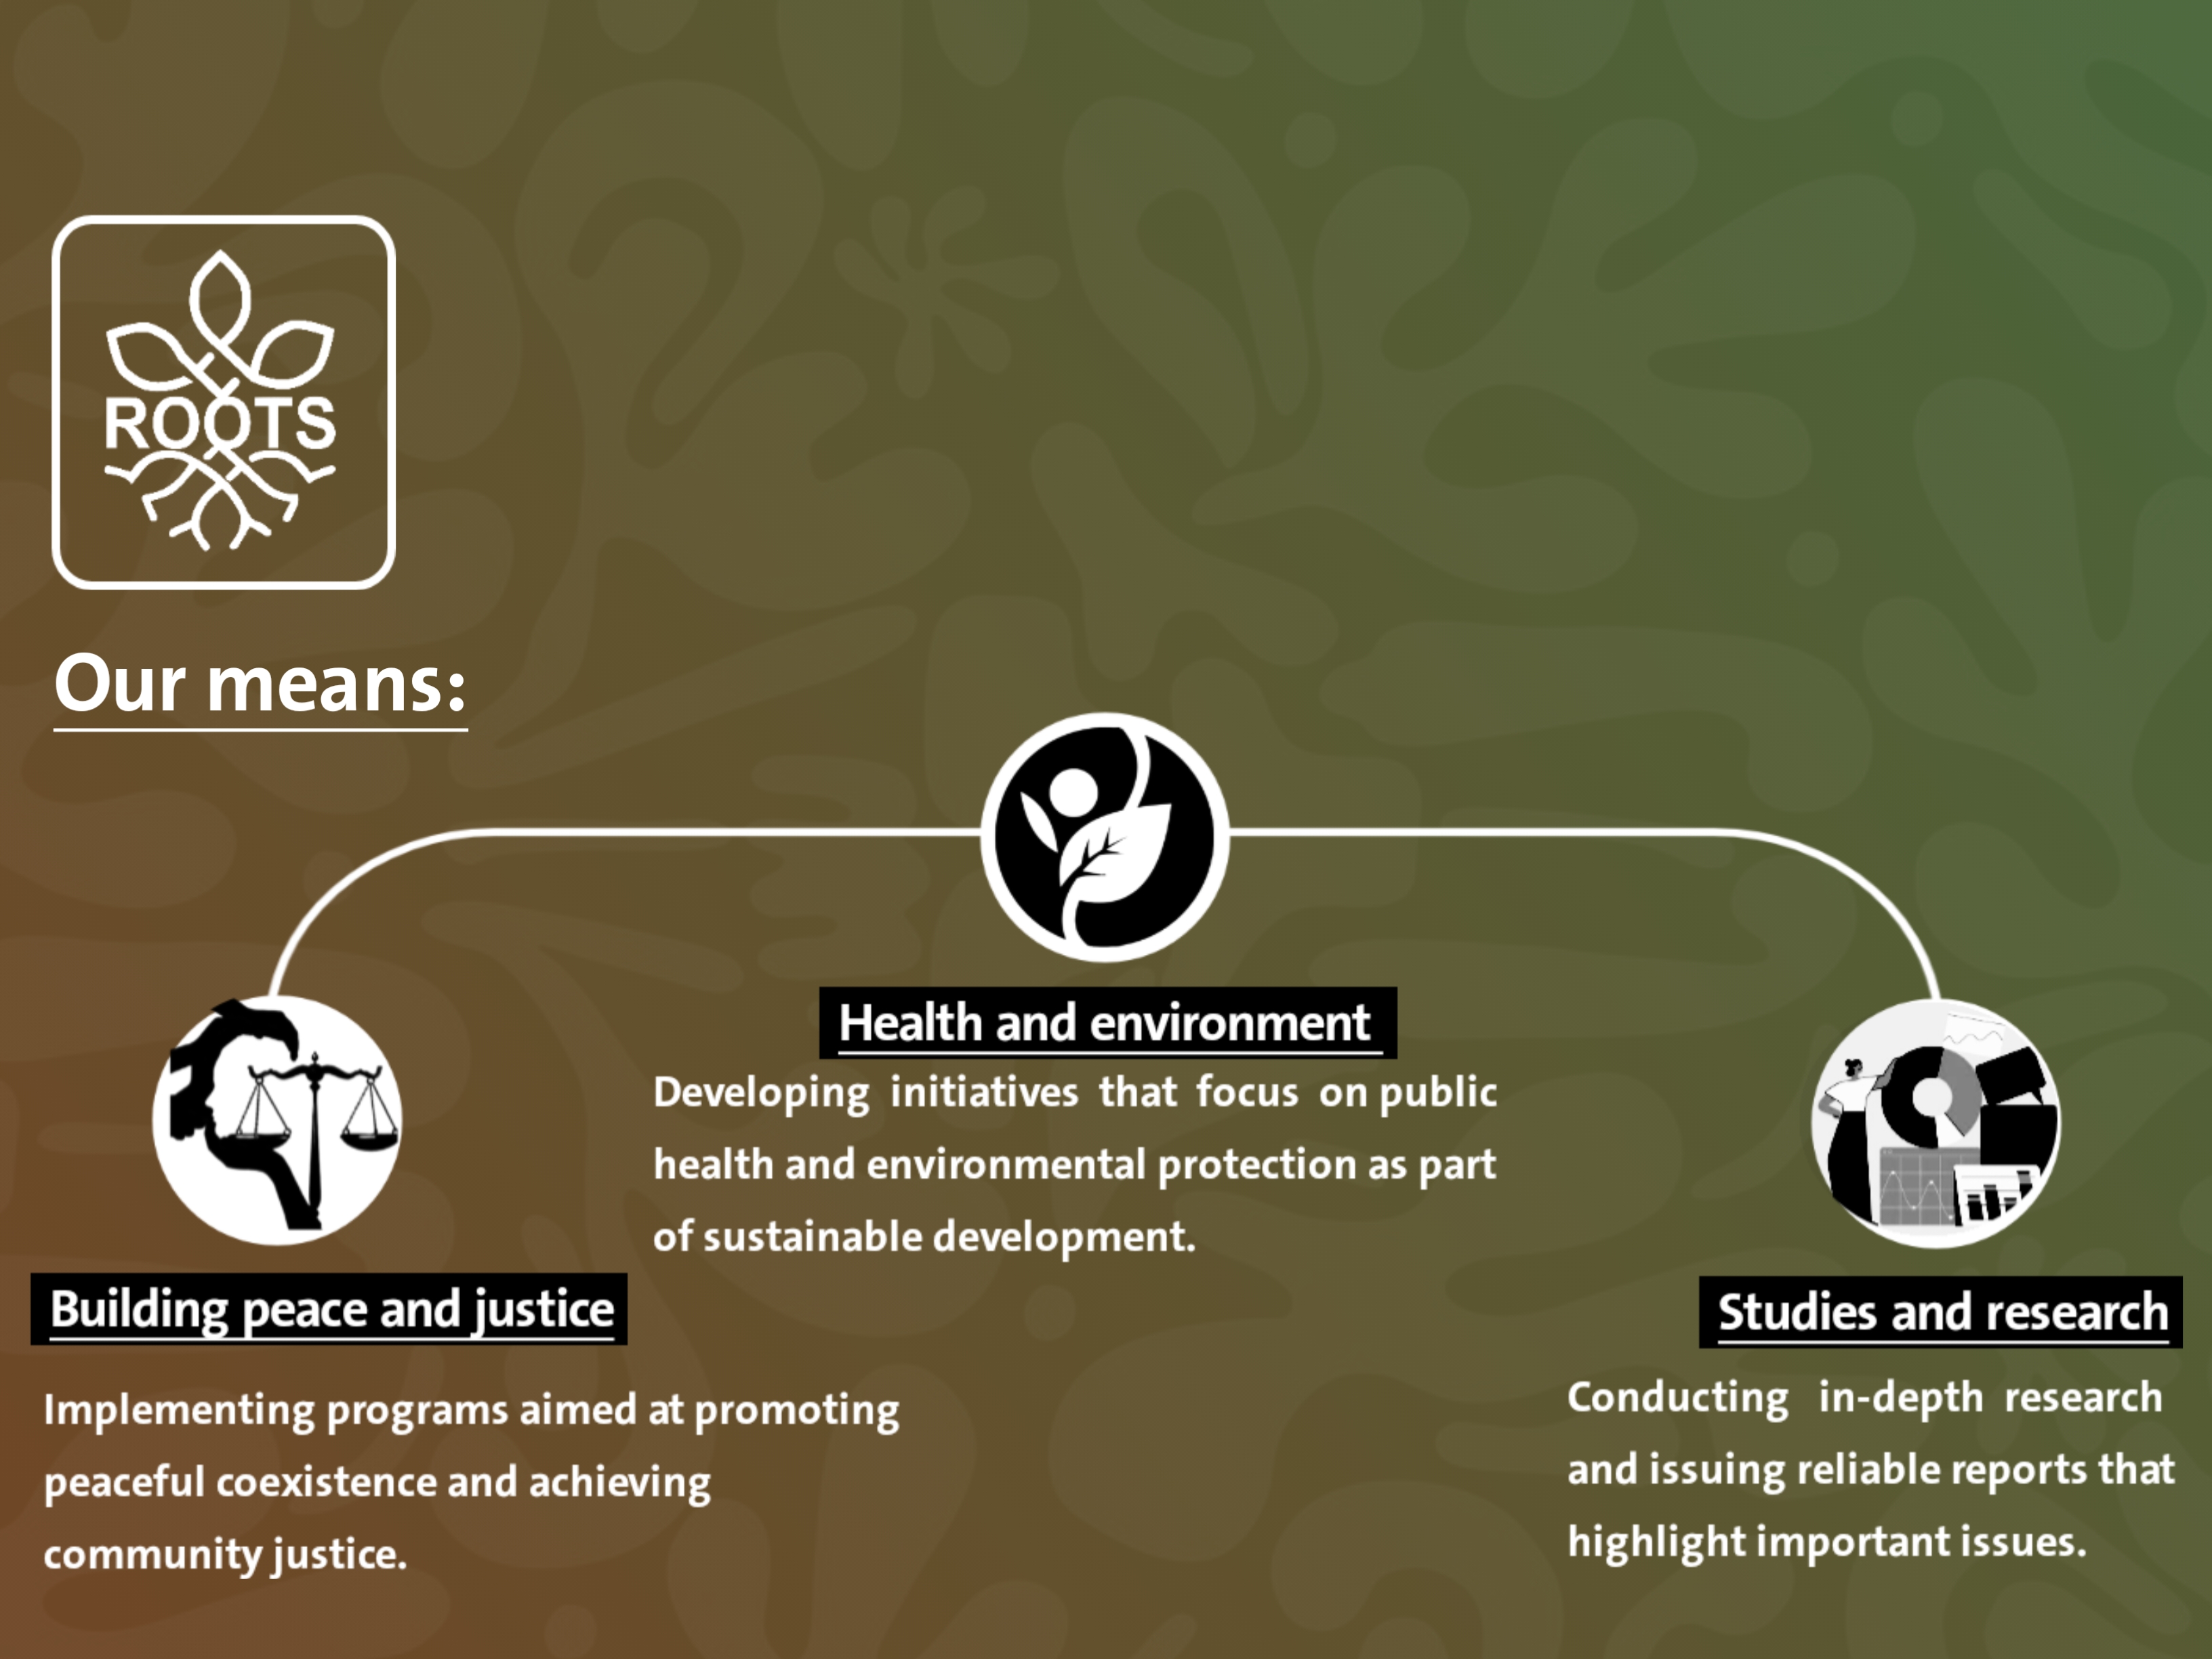 ROOTS
Our means:
Health and environment
Developing initiatives that focus on public
health and environmental protection as part
of sustainable development.
Building peace and justice
Implementing programs aimed at promoting
peaceful coexistence and achieving
community justice.
Studies and research
Conducting in-depth research
and issuing reliable reports that
highlight important issues.